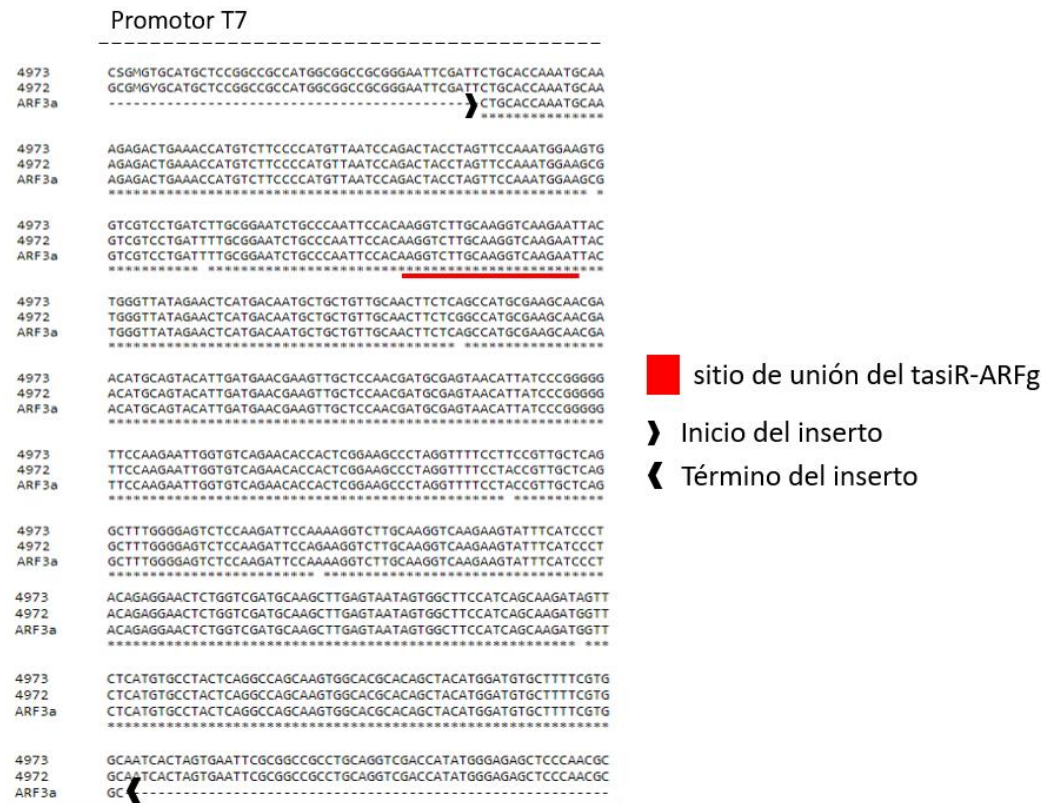 Promotor T7
4973 CSGMGTGCATGCTCCGGCCGCCATGGCGGCCGCGGGAATTCGATTCTGCACCAAATGCAA
4972 GCGMGYGCATGCTCCGGCCGCCATGGCGGCCGCGGGAATTCGATTCTGCACCAAATGCAA
ARF3a ---------------------------------------------CTGCACCAAATGCAA
4973 AGAGACTGAAACCATGTCTTCCCCATGTTAATCCAGACTACCTAGTTCCAAATGGAAGTG
4972 AGAGACTGAAACCATGTCTTCCCCATGTTAATCCAGACTACCTAGTTCCAAATGGAAGCG
ARF3a AGAGACTGAAACCATGTCTTCCCCATGTTAATCCAGACTACCTAGTTCCAAATGGAAGCG
4973 GTCGTCCTGATCTTGCGGAATCTGCCCAATTCCACAAGGTCTTGCAAGGTCAAGAATTAC
4972 GTCGTCCTGATTTTGCGGAATCTGCCCAATTCCACAAGGTCTTGCAAGGTCAAGAATTAC
ARF3a GTCGTCCTGATTTTGCGGAATCTGCCCAATTCCACAAGGTCTTGCAAGGTCAAGAATTAC
4973 TGGGTTATAGAACTCATGACAATGCTGCTGTTGCAACTTCTCAGCCATGCGAAGCAACGA
4972 TGGGTTATAGAACTCATGACAATGCTGCTGTTGCAACTTCTCGGCCATGCGAAGCAACGA
ARF3a TGGGTTATAGAACTCATGACAATGCTGCTGTTGCAACTTCTCAGCCATGCGAAGCAACGA
4973 ACATGCAGTACATTGATGAACGAAGTTGCTCCAACGATGCGAGTAACATTATCCCGGGGG
4972 ACATGCAGTACATTGATGAACGAAGTTGCTCCAACGATGCGAGTAACATTATCCCGGGGG
ARF3a ACATGCAGTACATTGATGAACGAAGTTGCTCCAACGATGCGAGTAACATTATCCCGGGGG
sitio de unión del tasiR-ARFg
Inicio del inserto
Término del inserto
4973 TTCCAAGAATTGGTGTCAGAACACCACTCGGAAGCCCTAGGTTTTCCTTCCGTTGCTCAG
4972 TTCCAAGAATTGGTGTCAGAACACCACTCGGAAGCCCTAGGTTTTCCTACCGTTGCTCAG
ARF3a TTCCAAGAATTGGTGTCAGAACACCACTCGGAAGCCCTAGGTTTTCCTACCGTTGCTCAG
4973 GCTTTGGGGAGTCTCCAAGATTCCAAAAGGTCTTGCAAGGTCAAGAAGTATTTCATCCCT
4972 GCTTTGGGGAGTCTCCAAGATTCCAGAAGGTCTTGCAAGGTCAAGAAGTATTTCATCCCT
ARF3a GCTTTGGGGAGTCTCCAAGATTCCAAAAGGTCTTGCAAGGTCAAGAAGTATTTCATCCCT
4973 ACAGAGGAACTCTGGTCGATGCAAGCTTGAGTAATAGTGGCTTCCATCAGCAAGATAGTT
4972 ACAGAGGAACTCTGGTCGATGCAAGCTTGAGTAATAGTGGCTTCCATCAGCAAGATGGTT
ARF3a ACAGAGGAACTCTGGTCGATGCAAGCTTGAGTAATAGTGGCTTCCATCAGCAAGATGGTT
4973 CTCATGTGCCTACTCAGGCCAGCAAGTGGCACGCACAGCTACATGGATGTGCTTTTCGTG
4972 CTCATGTGCCTACTCAGGCCAGCAAGTGGCACGCACAGCTACATGGATGTGCTTTTCGTG
ARF3a CTCATGTGCCTACTCAGGCCAGCAAGTGGCACGCACAGCTACATGGATGTGCTTTTCGTG
4973 GCAATCACTAGTGAATTCGCGGCCGCCTGCAGGTCGACCATATGGGAGAGCTCCCAACGC
4972 GCAATCACTAGTGAATTCGCGGCCGCCTGCAGGTCGACCATATGGGAGAGCTCCCAACGC
ARF3a GC----------------------------------------------------------